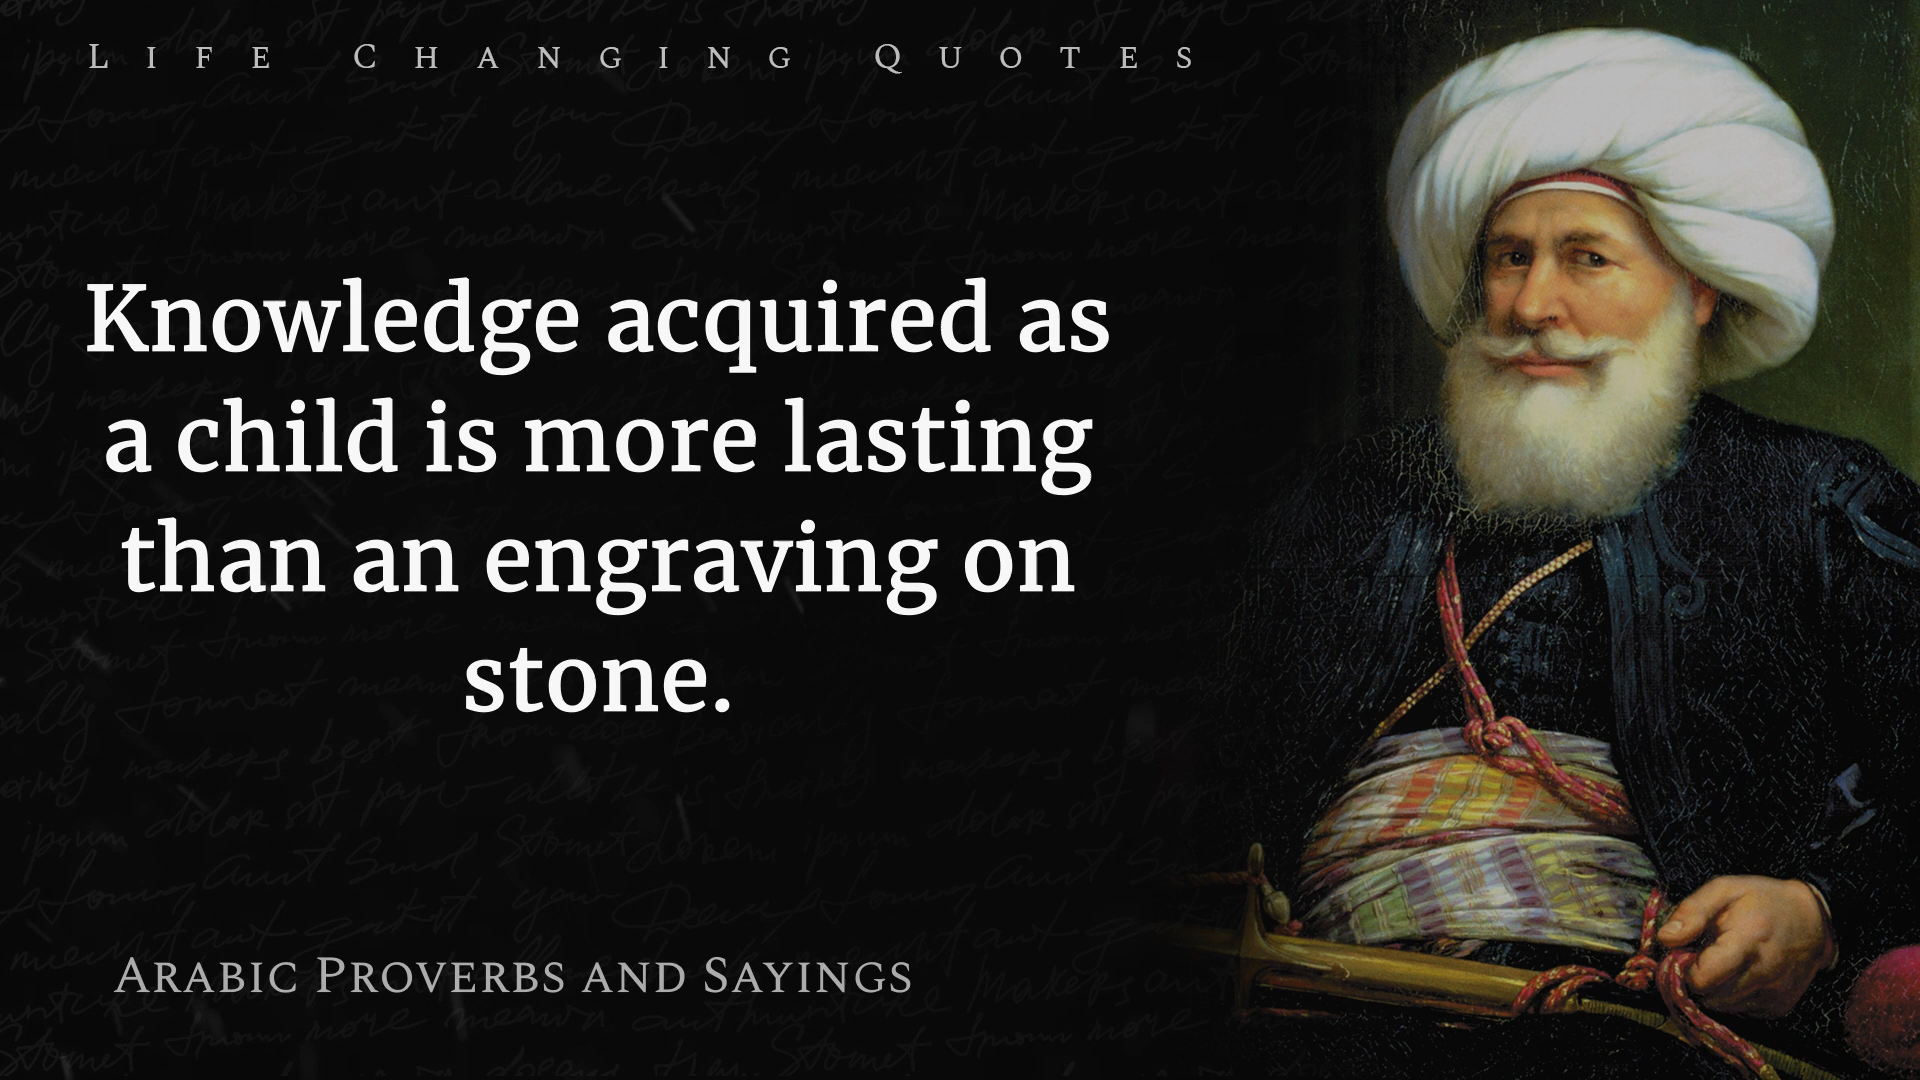 Life Changing Quotes
Knowledge acquired as
a child is more lasting
than an engraving on
stone.
Arabic Proverbs and Sayings